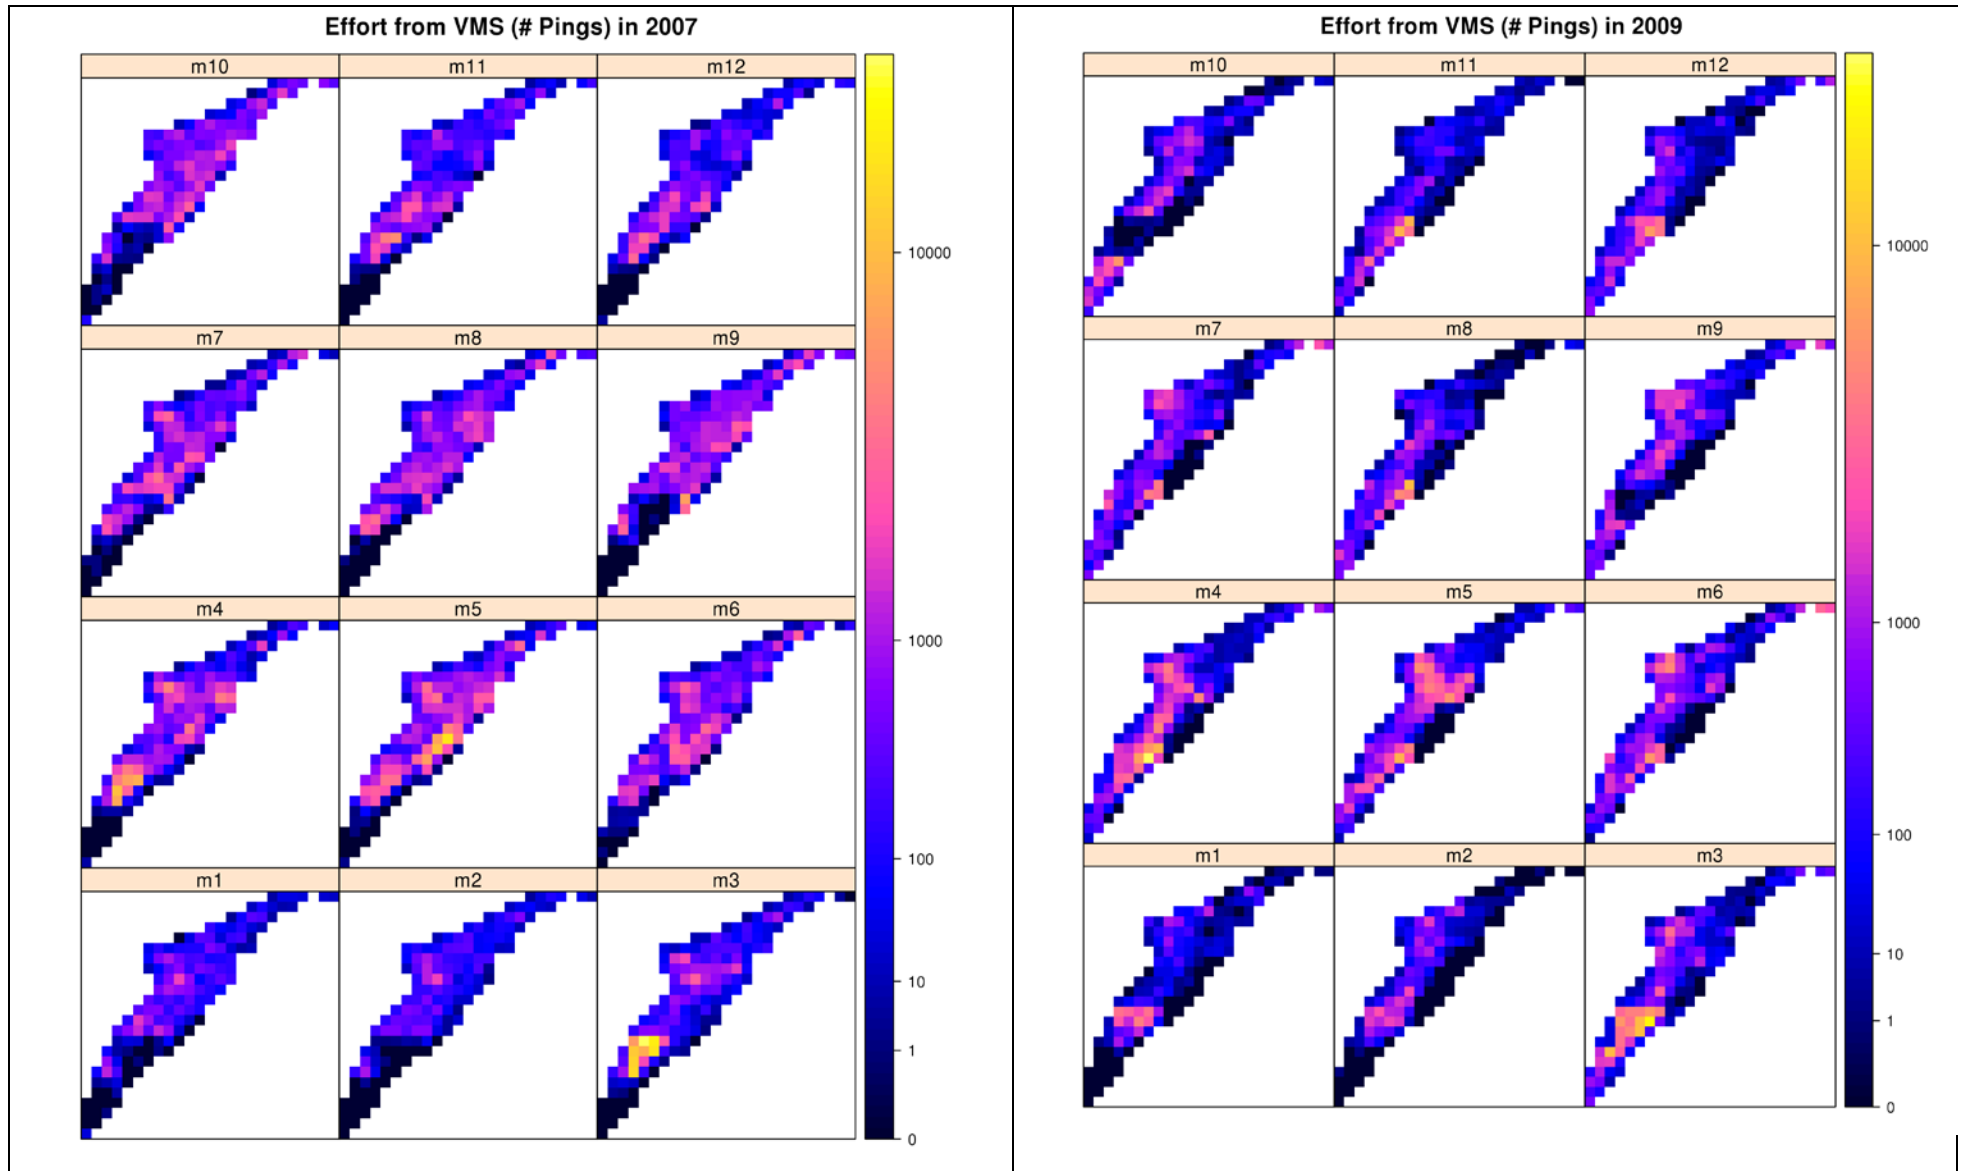 Effort from VMS (# Pings) in 2007
m10 m11 m12
m7 m8 m9
m4 m5 m6
m1 m2 m3
10000
1000
100
10
1
0
Effort from VMS (# Pings) in 2009
m10 m11 m12
m7 m8 m9
m4 m5 m6
m1 m2 m3
10000
1000
100
10
1
0